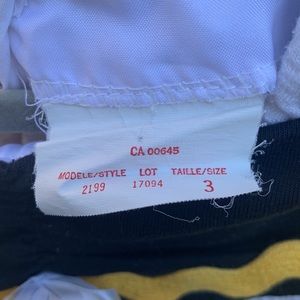 CA 00645
MODELE/STYLE LOT TAILLE/SIZE
2199 17094 3